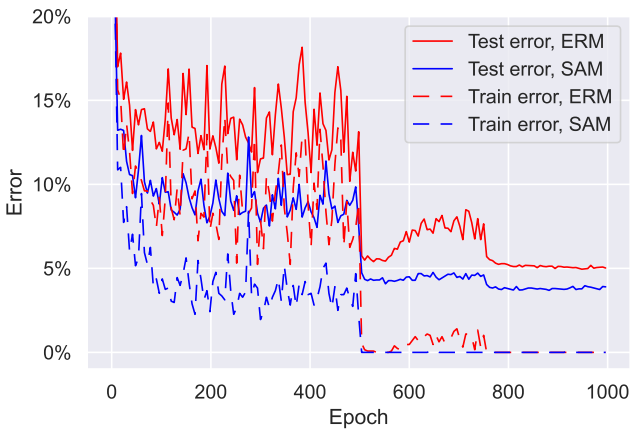 20%
15%
10%
5%
0%
Error
0
200
400
600
800
1000
Epoch
Test error, ERM
Test error, SAM
Train error, ERM
Train error, SAM